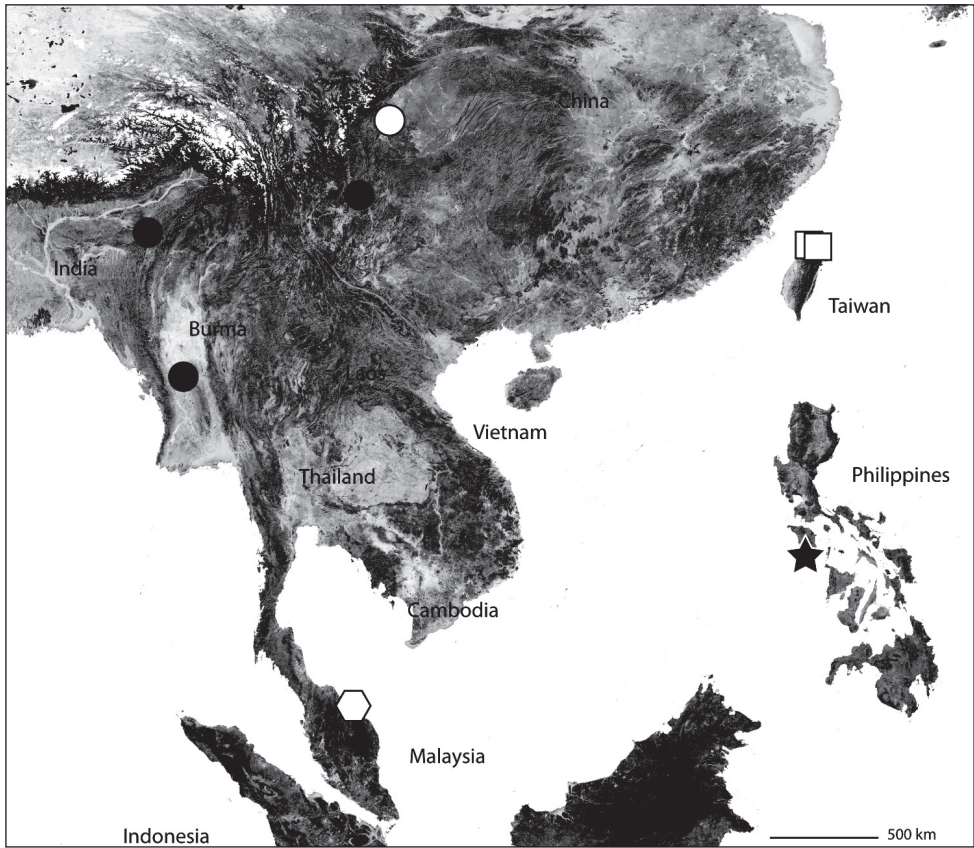 China
India
Taiwan
Burma
Laos
Vietnam
Thailand
Philippines
Cambodia
Malaysia
Indonesia
500 km